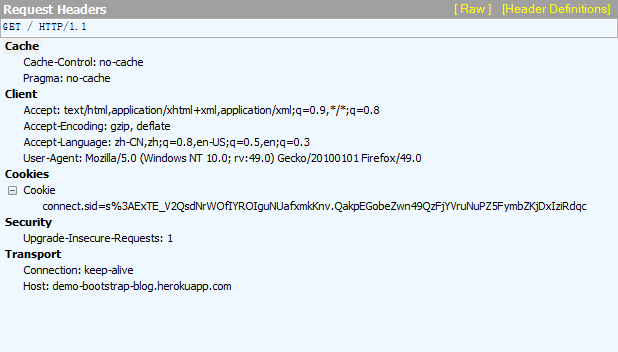 Request Headers [ Raw ] [Header Definitions]
GET / HTTP/1.1
Cache
Cache-Control: no-cache
Pragma: no-cache
Client
Accept: text/html,application/xhtml+xml,application/xml;q=0.9,*/*;q=0.8
Accept-Encoding: gzip, deflate
Accept-Language: zh-CN,zh;q=0.8,en-US;q=0.5,en;q=0.3
User-Agent: Mozilla/5.0 (Windows NT 10.0; rv:49.0) Gecko/20100101 Firefox/49.0
Cookies
Cookie
connect.sid=s%3AExTE_V2QsdNrWOfIYROIguNUafxmkKnv.QakpEGobeZwn49QzFjYVruNuPZ5FymbZKjDxIziRdqc
Security
Upgrade-Insecure-Requests: 1
Transport
Connection: keep-alive
Host: demo-bootstrap-blog.herokuapp.com